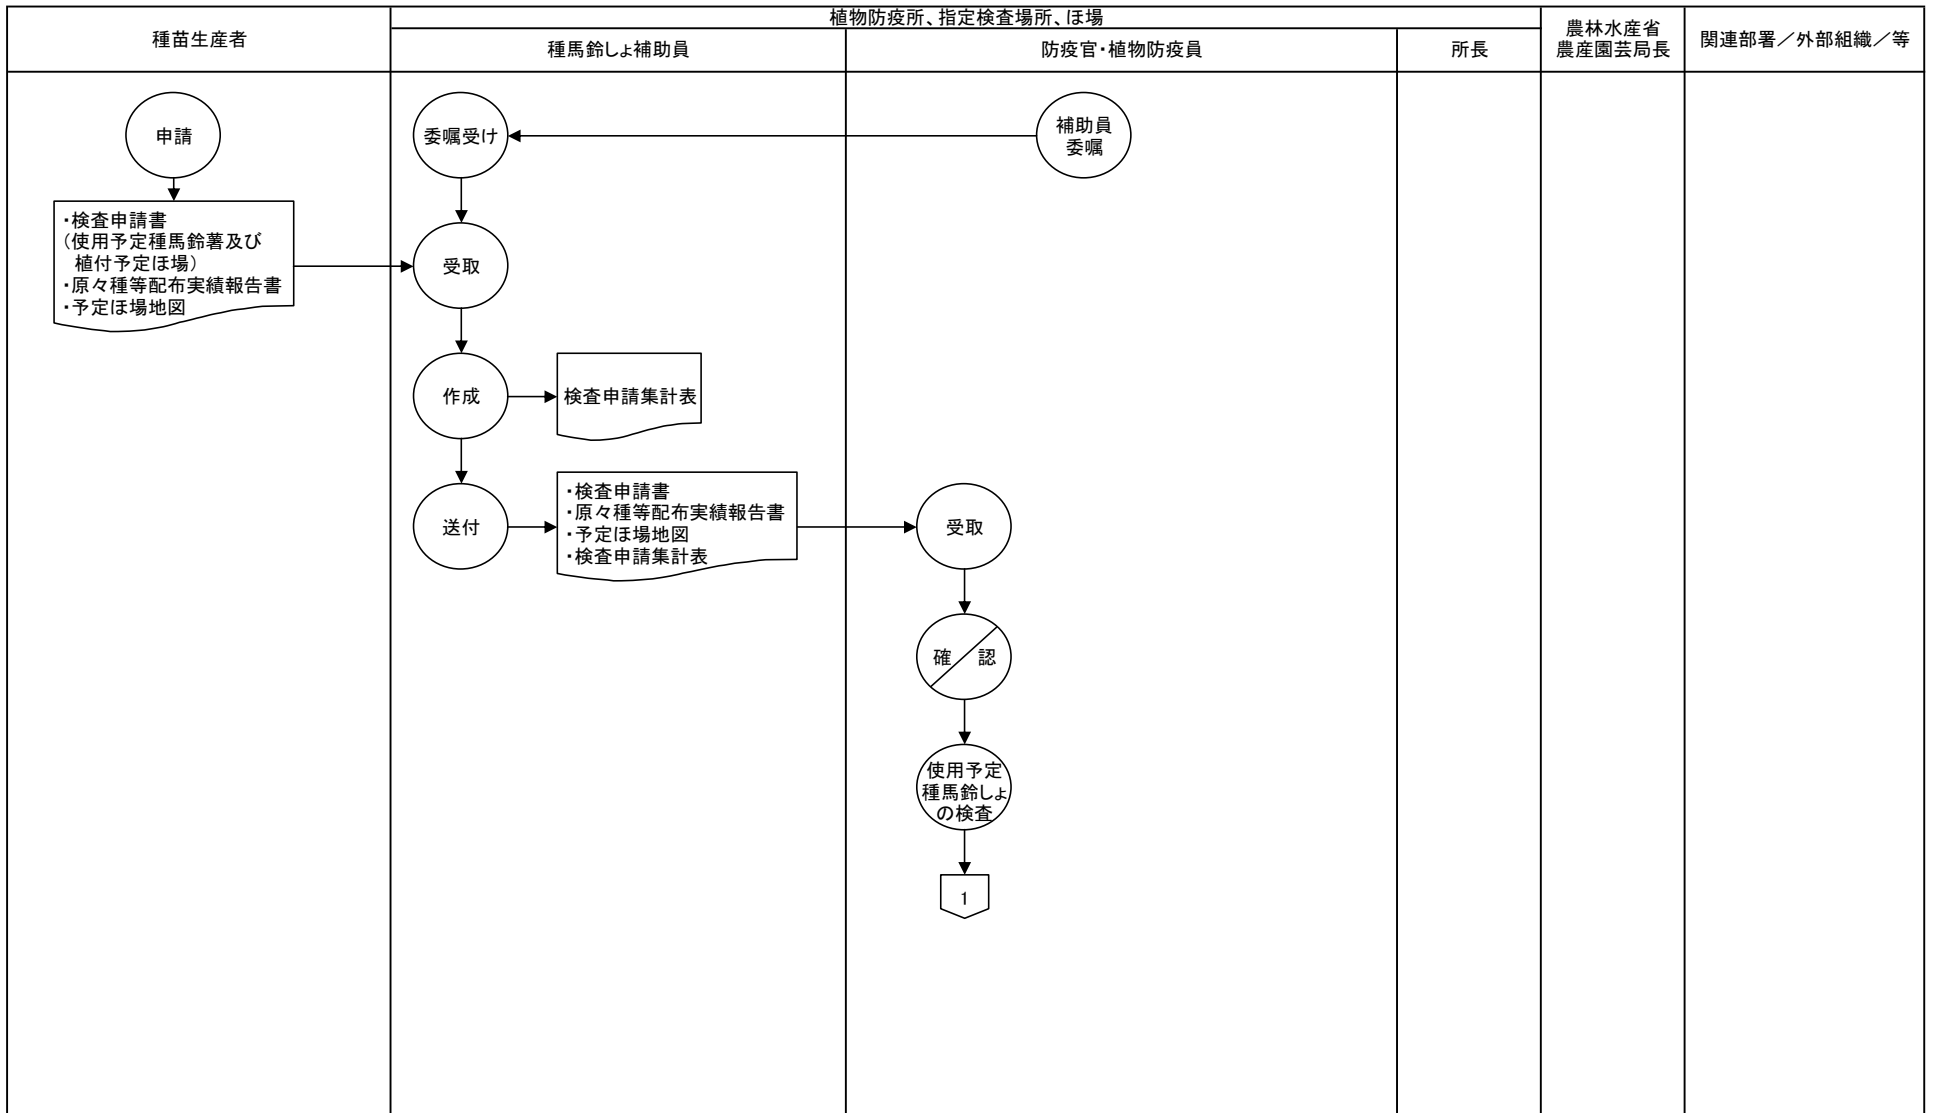 種苗生産者
植物防疫所、指定検査場所、ほ場
種馬鈴しょ補助員
防疫官・植物防疫員
所長
農林水産省
農産園芸局長
関連部署／外部組織／等
申請
委嘱受け
補助員
委嘱
・検査申請書
（使用予定種馬鈴薯及び
植付予定ほ場）
・原々種等配布実績報告書
・予定ほ場地図
受取
作成
検査申請集計表
送付
・検査申請書
・原々種等配布実績報告書
・予定ほ場地図
・検査申請集計表
受取
確 認
使用予定
種馬鈴しょ
の検査
1